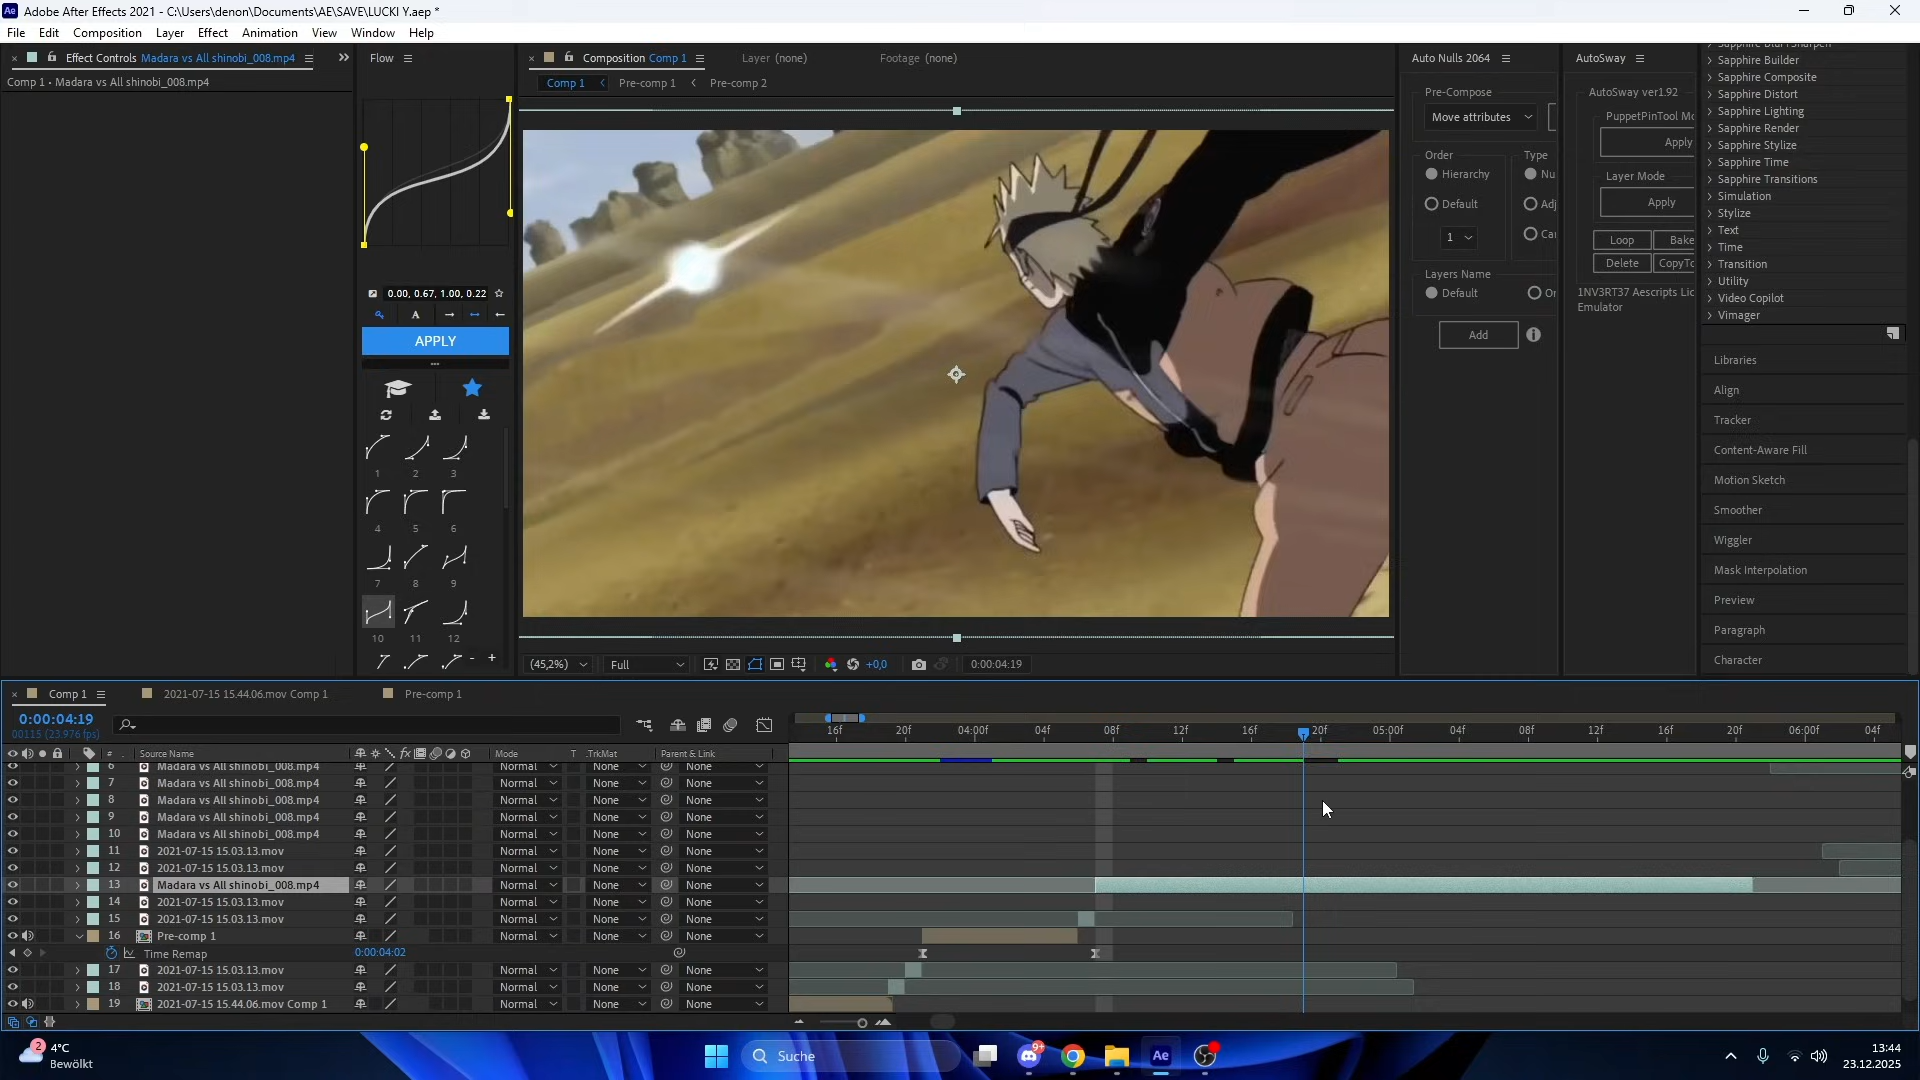 Adobe After Effects 2021 - C:\Users\denon\Documents\AE\SAVE\LUCKI Y.aep *
File Edit Composition Layer Effect Animation View Window Help
Effect Controls Madara vs All shinobi_008.mp4
Comp 1 • Madara vs All shinobi_008.mp4
Flow
0.00, 0.67, 1.00, 0.22
A
APPLY
1 2 3
4 5 6
7 8 9
10 11 12
Composition Comp 1
Layer (none)
Footage (none)
Comp 1 Pre-comp 1 Pre-comp 2
(45,2%) Full +0,0 0:00:04:19
Auto Nulls 2064
Pre-Compose
Move attributes
Order Type
Hierarchy Nu
Default Adj
1 Ca
Layers Name
Default Or
Add
AutoSway
AutoSway ver1.92
PuppetPinTool Mo
Apply
Layer Mode
Apply
Loop Bake
Delete CopyTo
1NV3RT37 Aescripts Lic
Emulator
Sapphire Blur+Sharpen
Sapphire Builder
Sapphire Composite
Sapphire Distort
Sapphire Lighting
Sapphire Render
Sapphire Stylize
Sapphire Time
Sapphire Transitions
Simulation
Stylize
Text
Time
Transition
Utility
Video Copilot
Vimager
Libraries
Align
Tracker
Content-Aware Fill
Motion Sketch
Smoother
Wiggler
Mask Interpolation
Preview
Paragraph
Character
Comp 1 2021-07-15 15.44.06.mov Comp 1 Pre-comp 1
0:00:04:19
00115 (23.976 fps)
16f 20f 04:00f 04f 08f 12f 16f 20f 05:00f 04f 08f 12f 16f 20f 06:00f 04f
# Source Name fx Mode T .TrkMat Parent & Link
6 Madara vs All shinobi_008.mp4 Normal None None
7 Madara vs All shinobi_008.mp4 Normal None None
8 Madara vs All shinobi_008.mp4 Normal None None
9 Madara vs All shinobi_008.mp4 Normal None None
10 Madara vs All shinobi_008.mp4 Normal None None
11 2021-07-15 15.03.13.mov Normal None None
12 2021-07-15 15.03.13.mov Normal None None
13 Madara vs All shinobi_008.mp4 Normal None None
14 2021-07-15 15.03.13.mov Normal None None
15 2021-07-15 15.03.13.mov Normal None None
16 Pre-comp 1 Normal None None
Time Remap 0:00:04:02
17 2021-07-15 15.03.13.mov Normal None None
18 2021-07-15 15.03.13.mov Normal None None
19 2021-07-15 15.44.06.mov Comp 1 Normal None None
2
4°C
Bewölkt
Suche
9+
Ae
13:44
23.12.2025